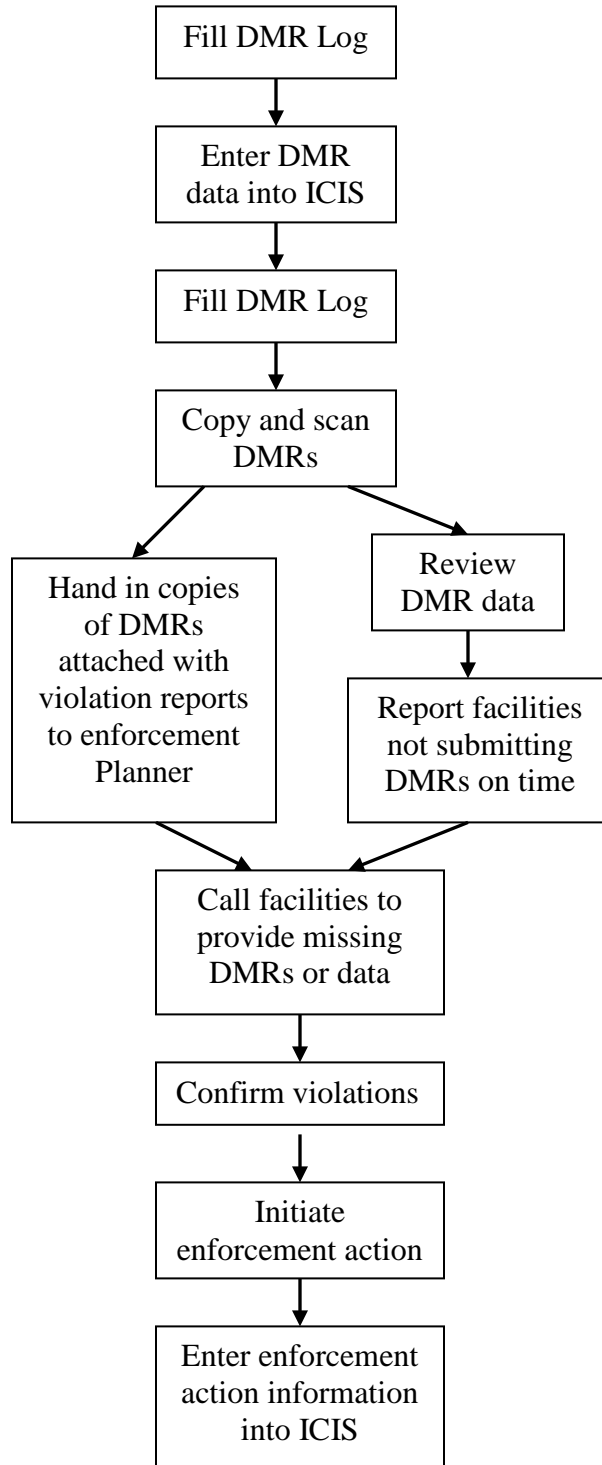 Fill DMR Log
Enter DMR
data into ICIS
Fill DMR Log
Copy and scan
DMRs
Hand in copies
of DMRs
attached with
violation reports
to enforcement
Planner
Review
DMR data
Report facilities
not submitting
DMRs on time
Call facilities to
provide missing
DMRs or data
Confirm violations
Initiate
enforcement action
Enter enforcement
action information
into ICIS